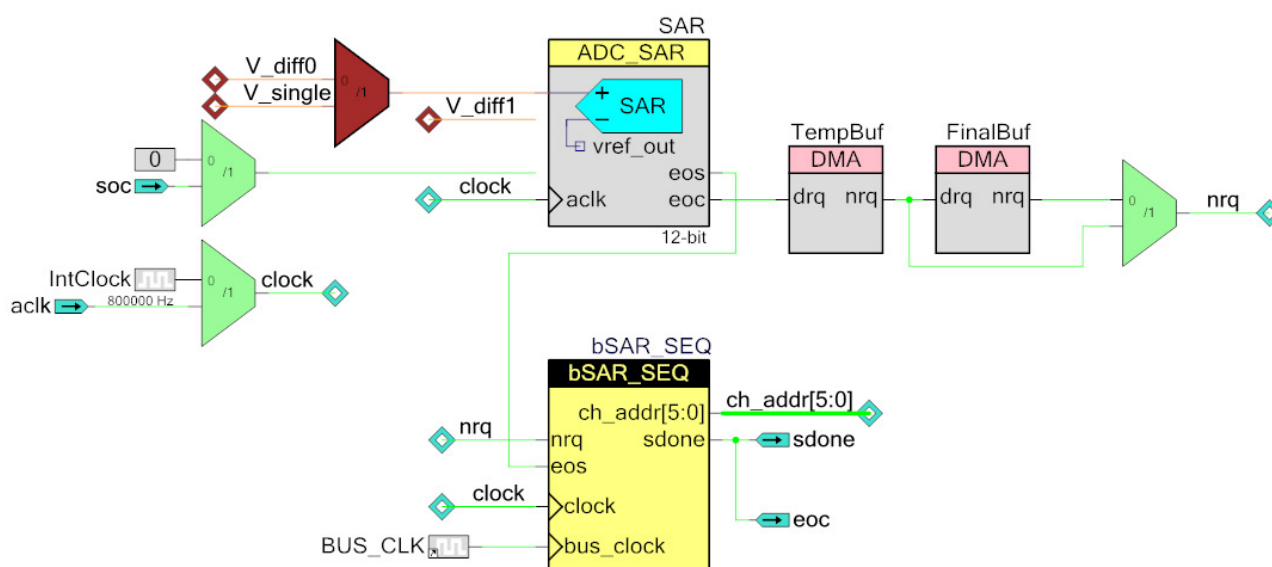 SAR
ADC_SAR
V_diff0
0
/1
V_single
SAR
V_diff1
vref_out
TempBuf
FinalBuf
0
0
/1
soc
clock
eos
DMA
DMA
aclk
eoc
drq nrq
drq nrq
0
/1
nrq
12-bit
IntClock
0
/1
clock
800000 Hz
aclk
bSAR_SEQ
bSAR_SEQ
ch_addr[5:0]
ch_addr[5:0]
nrq
nrq
sdone
sdone
eos
clock
clock
eoc
BUS_CLK
bus_clock